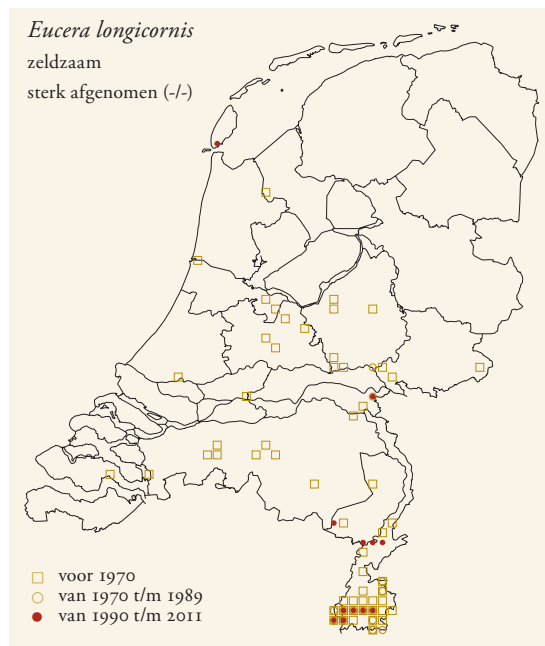 Eucera longicornis
zeldzaam
sterk afgenomen (-/-)
voor 1970
van 1970 t/m 1989
van 1990 t/m 2011